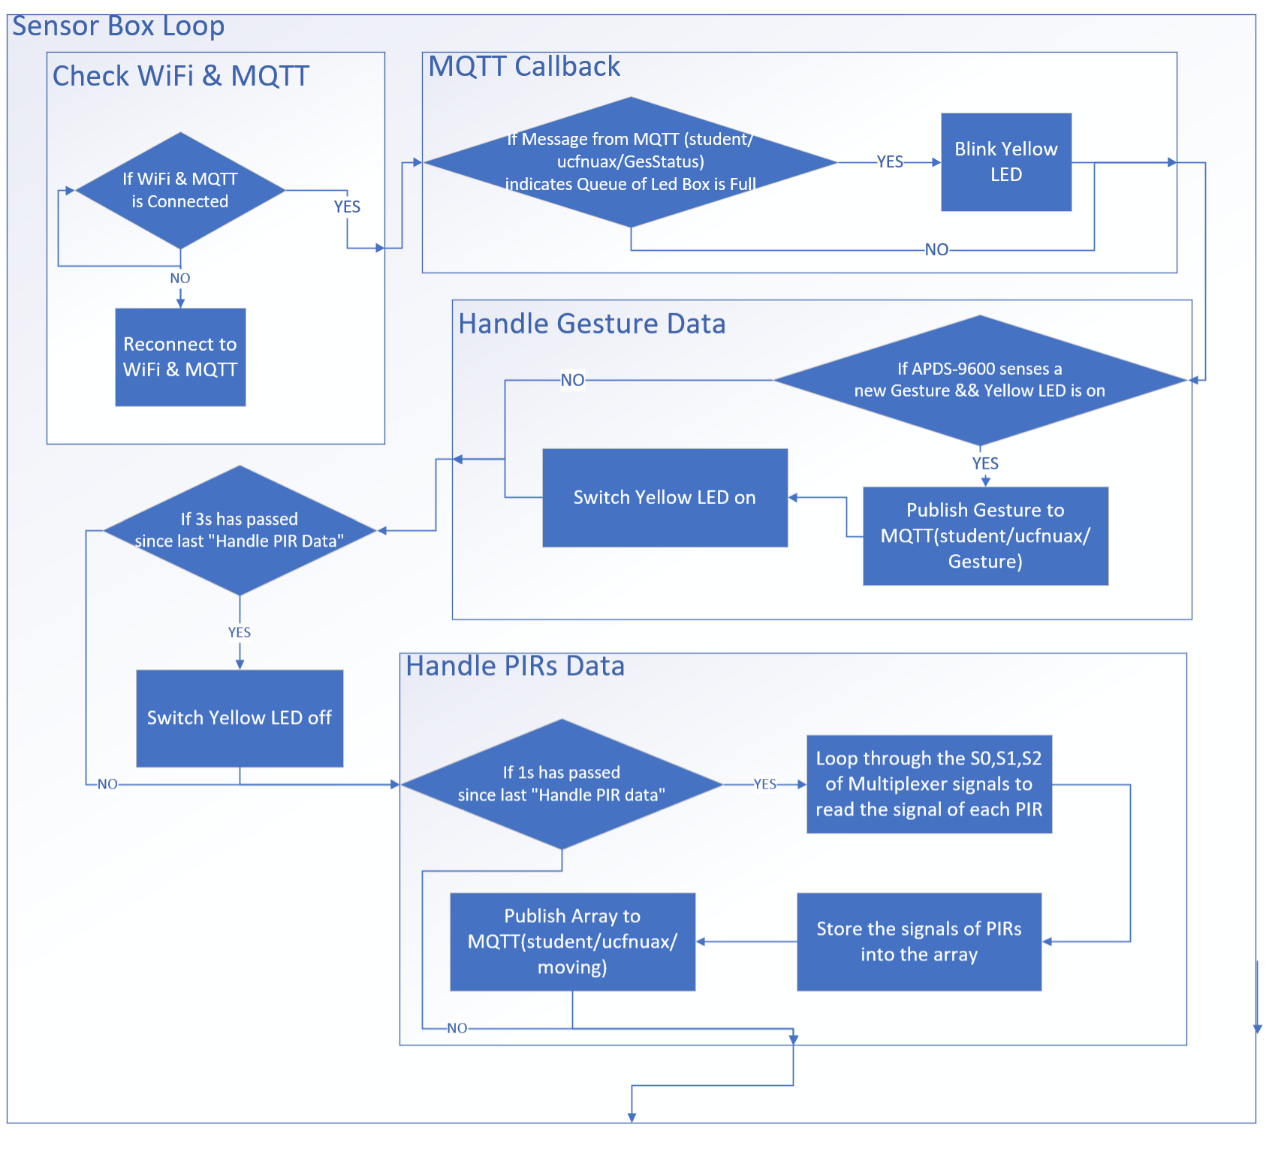 Sensor Box Loop
Check WiFi & MQTT
If WiFi & MQTT
is Connected
YES
NO
Reconnect to
WiFi & MQTT
MQTT Callback
If Message from MQTT (student/
ucfnuax/GesStatus)
indicates Queue of Led Box is Full
YES
Blink Yellow
LED
NO
Handle Gesture Data
If APDS-9600 senses a
new Gesture && Yellow LED is on
NO
YES
Publish Gesture to
MQTT(student/ucfnuax/
Gesture)
Switch Yellow LED on
If 3s has passed
since last "Handle PIR Data"
YES
Switch Yellow LED off
NO
Handle PIRs Data
If 1s has passed
since last "Handle PIR data"
YES
Loop through the S0,S1,S2
of Multiplexer signals to
read the signal of each PIR
Store the signals of PIRs
into the array
Publish Array to
MQTT(student/ucfnuax/
moving)
NO